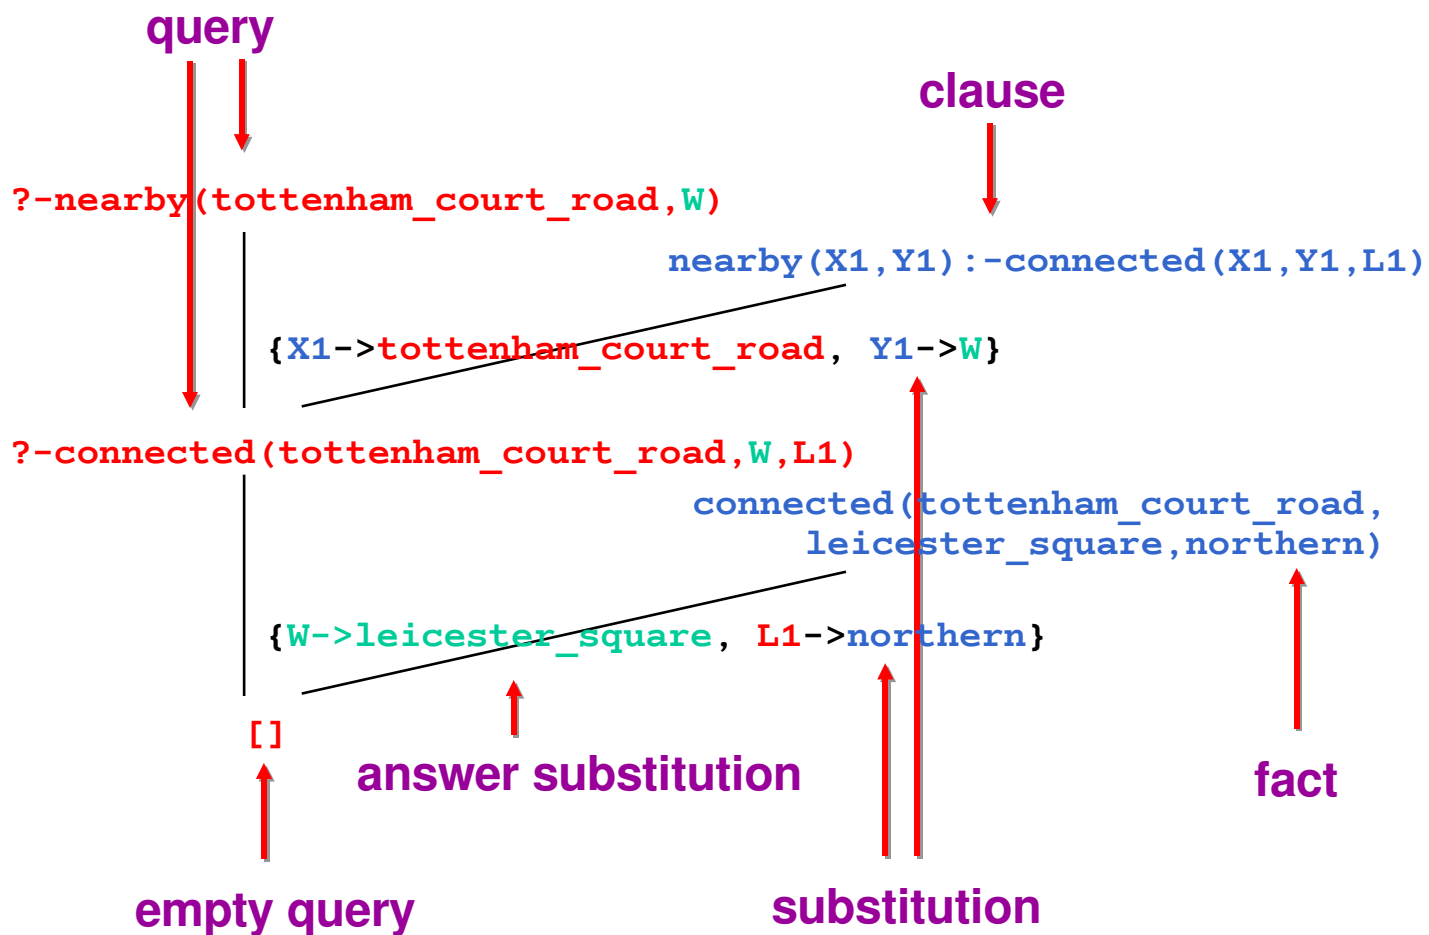 query
clause
?-nearby(tottenham_court_road,W)
nearby(X1,Y1):-connected(X1,Y1,L1)
{X1->tottenham_court_road, Y1->W}
?-connected(tottenham_court_road,W,L1)
connected(tottenham_court_road,
leicester_square,northern)
{W->leicester_square, L1->northern}
[]
answer substitution
fact
empty query
substitution